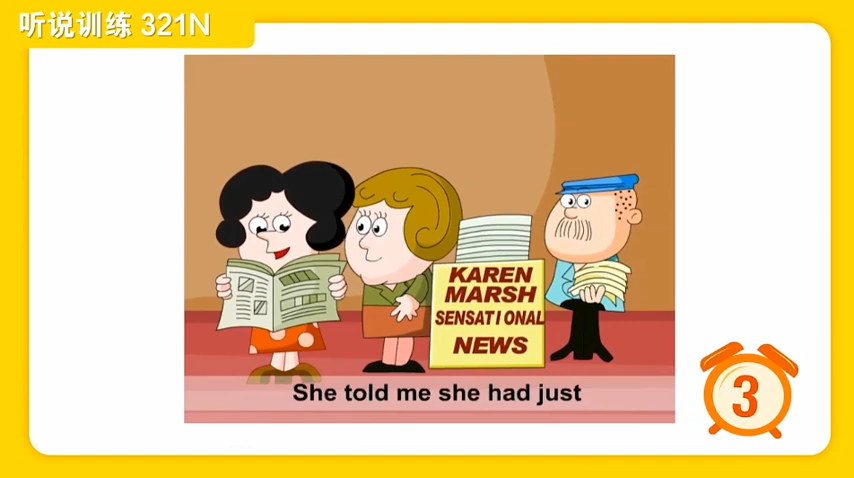 听说训练 321N
KAREN
MARSH
SENSATIONAL
NEWS
She told me she had just
3